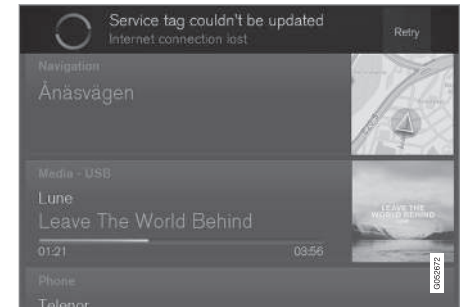 Service tag couldn't be updated
Internet connection lost
Retry
Navigation
Ånäsvägen
Media - USB
Lune
Leave The World Behind
01:21
03:56
LEAVE THE
WORLD BEHIND
Phone
Telenor
G052672